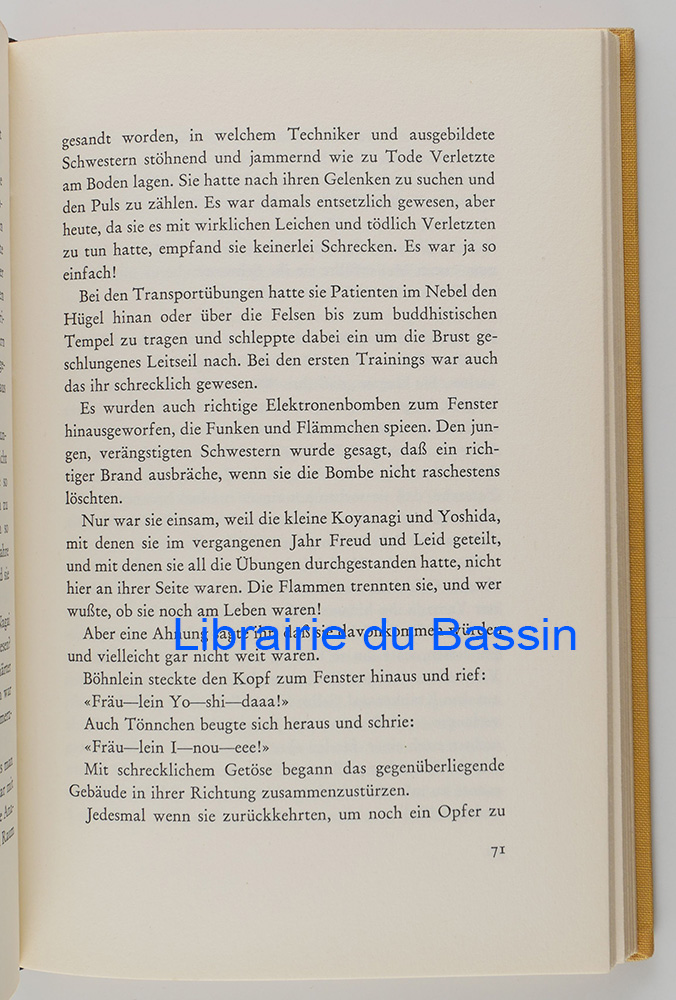 gesandt worden, in welchem Techniker und ausgebildete
Schwestern stöhnend und jammernd wie zu Tode Verletzte
am Boden lagen. Sie hatte nach ihren Gelenken zu suchen und
den Puls zu zählen. Es war damals entsetzlich gewesen, aber
heute, da sie es mit wirklichen Leichen und tödlich Verletzten
zu tun hatte, empfand sie keinerlei Schrecken. Es war ja so
einfach!
Bei den Transportübungen hatte sie Patienten im Nebel den
Hügel hinan oder über die Felsen bis zum buddhistischen
Tempel zu tragen und schleppte dabei ein um die Brust ge-
schlungenes Leitseil nach. Bei den ersten Trainings war auch
das ihr schrecklich gewesen.
Es wurden auch richtige Elektronenbomben zum Fenster
hinausgeworfen, die Funken und Flämmchen spieen. Den jun-
gen, verängstigten Schwestern wurde gesagt, daß ein rich-
tiger Brand ausbräche, wenn sie die Bombe nicht raschestens
löschten.
Nur war sie einsam, weil die kleine Koyanagi und Yoshida,
mit denen sie im vergangenen Jahr Freud und Leid geteilt,
und mit denen sie all die Übungen durchgestanden hatte, nicht
hier an ihrer Seite waren. Die Flammen trennten sie, und wer
wußte, ob sie noch am Leben waren!
Aber eine Ahnung sagte ihr, daß sie davonkommen würden
Librairie du Bassin
und vielleicht gar nicht weit waren.
Böhnlein steckte den Kopf zum Fenster hinaus und rief:
«Fräu—lein Yo—shi—daaa!»
Auch Tönnchen beugte sich heraus und schrie:
«Fräu—lein I—nou—eee!»
Mit schrecklichem Getöse begann das gegenüberliegende
Gebäude in ihrer Richtung zusammenzustürzen.
Jedesmal wenn sie zurückkehrten, um noch ein Opfer zu
71